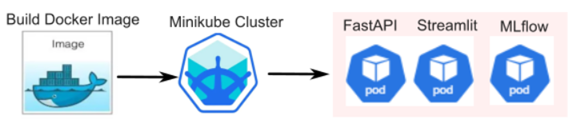 Build Docker Image
Image
Minikube Cluster
FastAPI Streamlit MLflow
pod pod pod